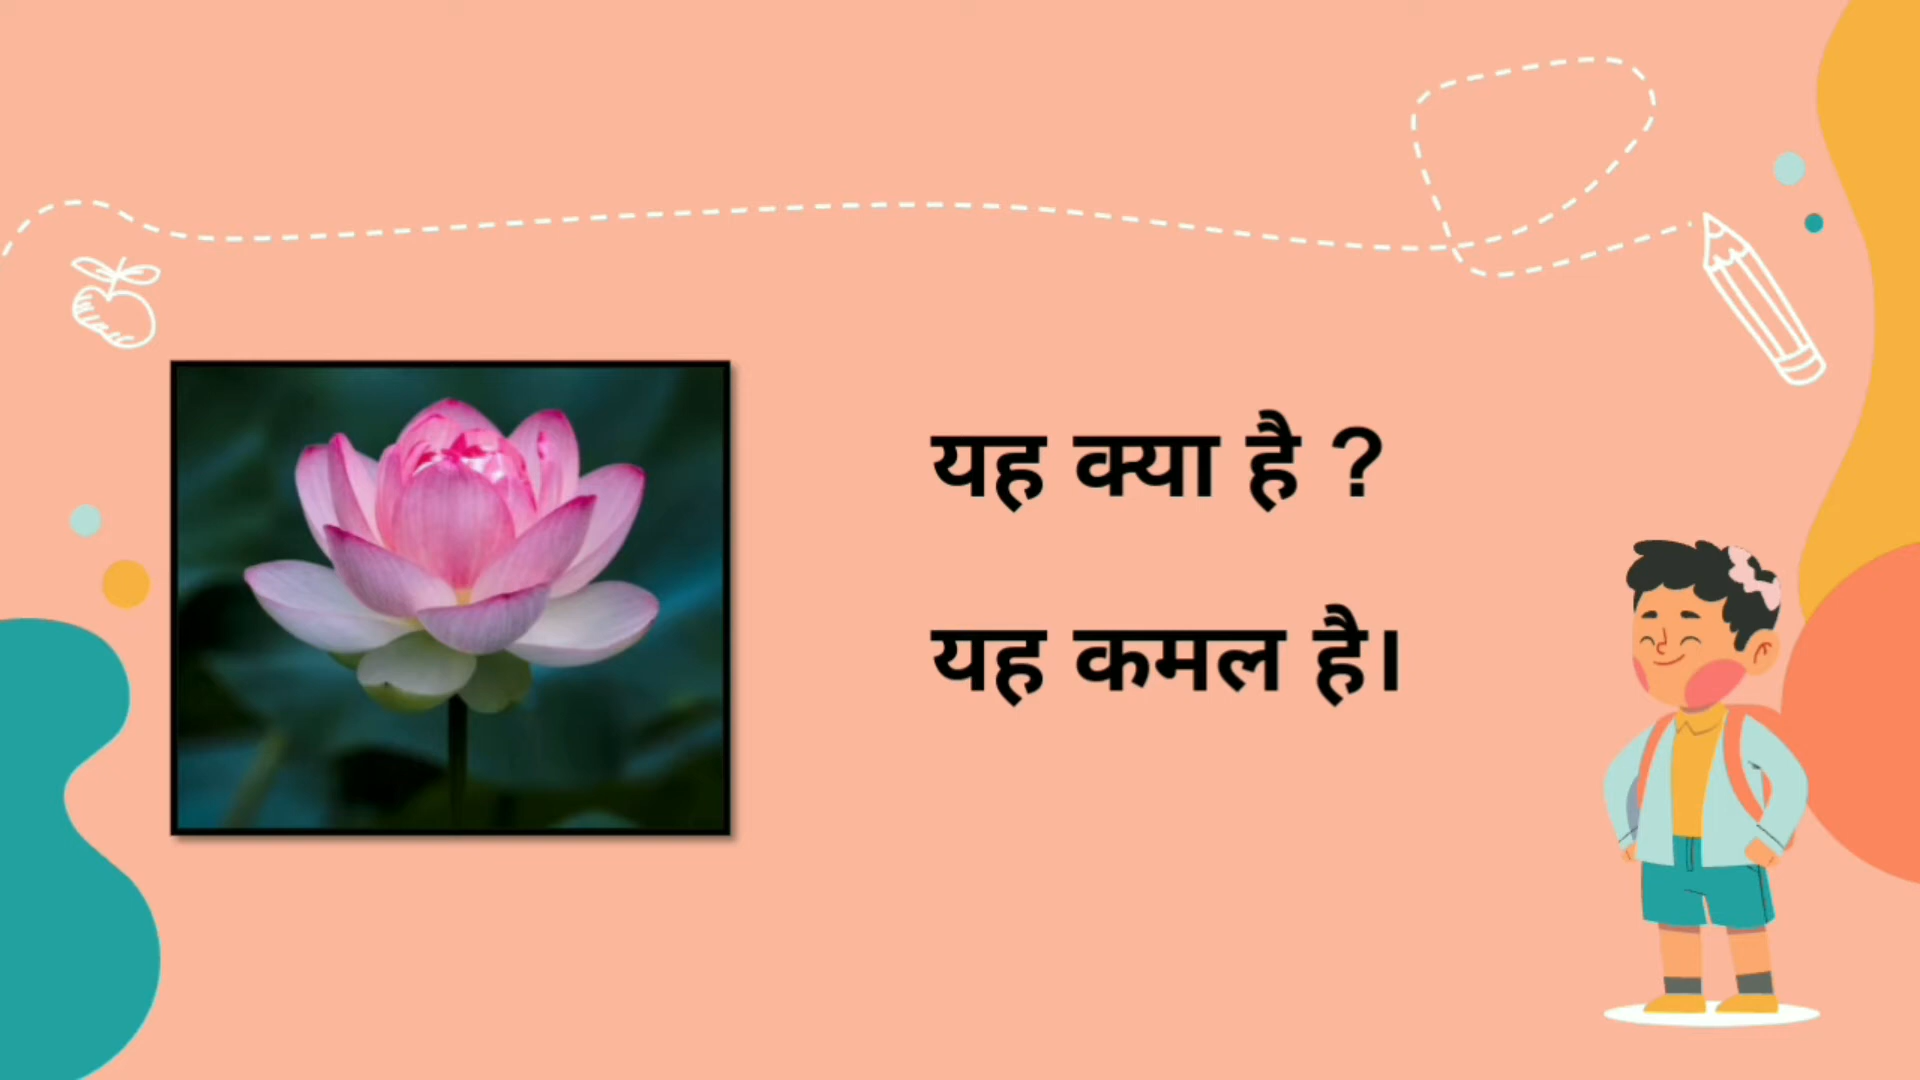 यह क्या है ?
यह कमल है।